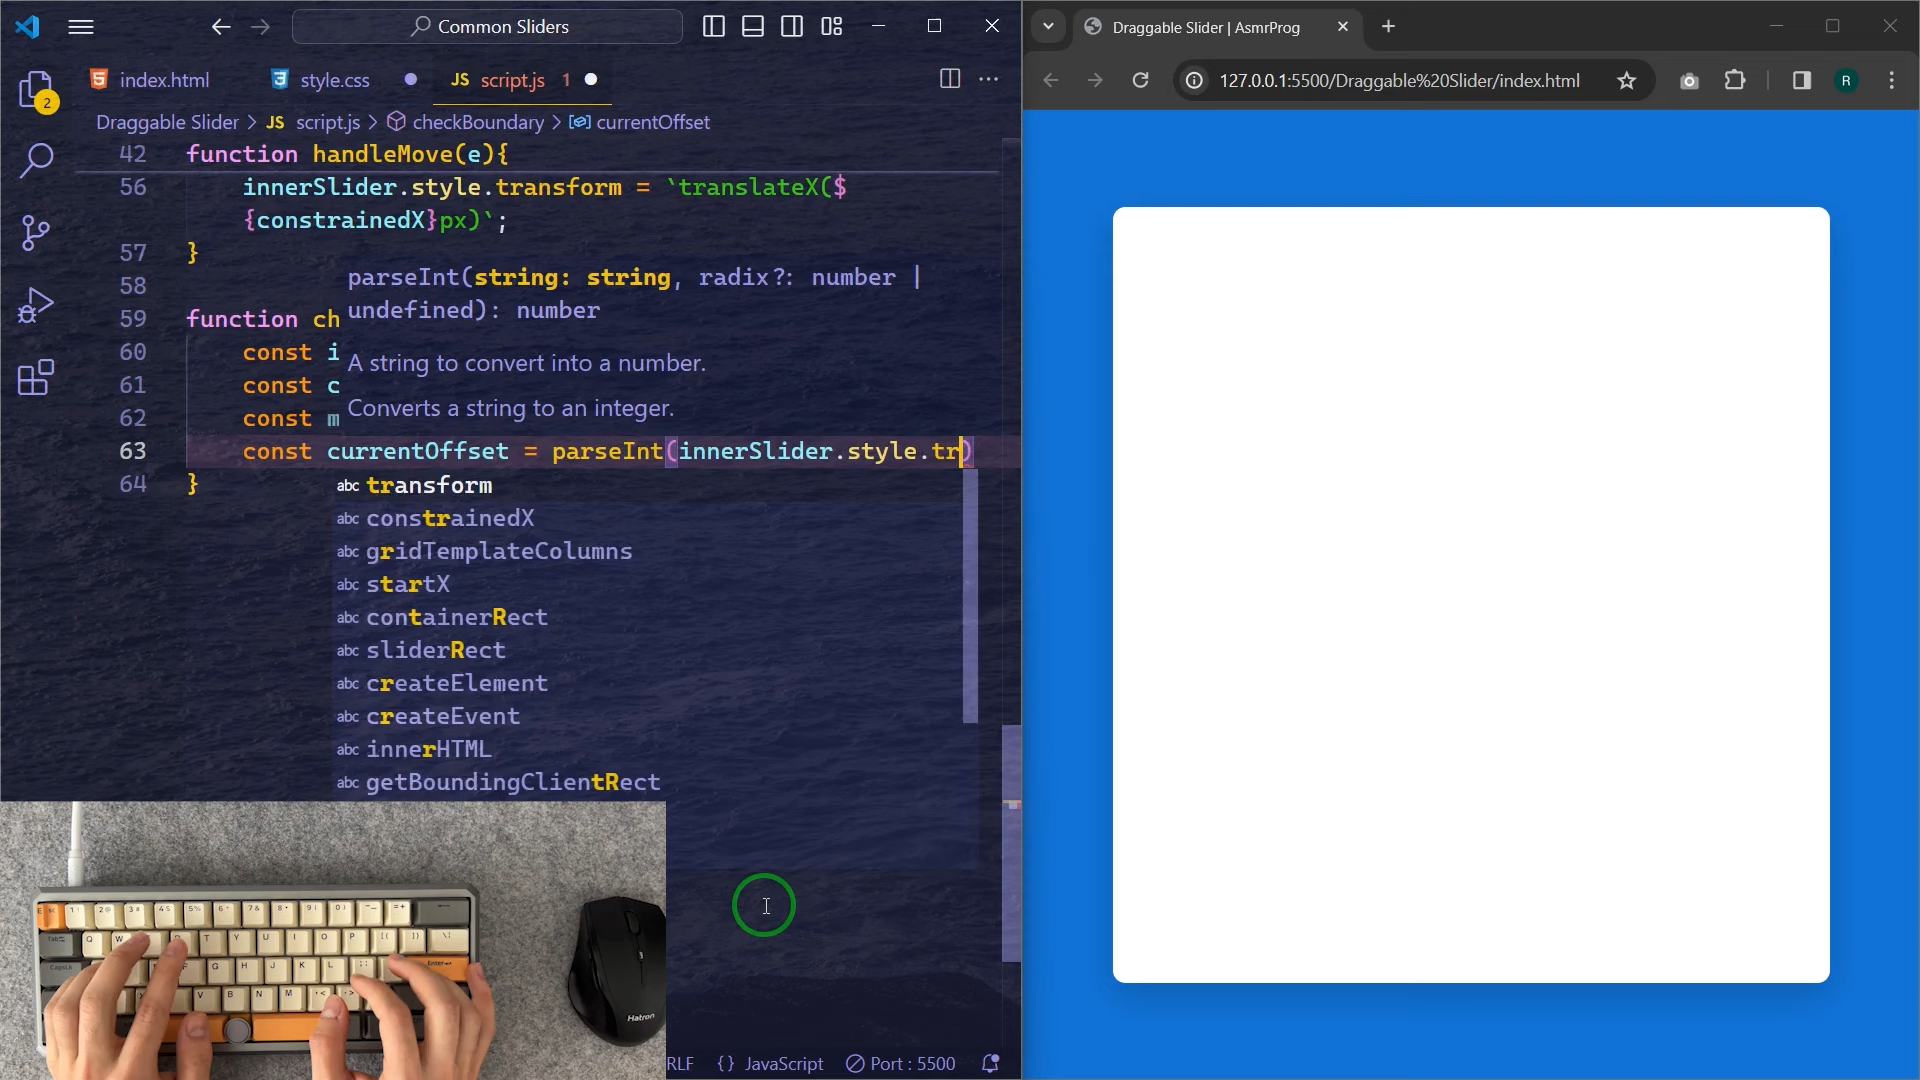 Common Sliders
index.html
style.css
JS script.js 1
2
Draggable Slider > JS script.js > checkBoundary > currentOffset
42 function handleMove(e){
56 innerSlider.style.transform = `translateX($
{constrainedX}px)`;
57 }
58
59 function ch
60 const i
61 const c
62 const m
63 const currentOffset = parseInt(innerSlider.style.tr)
64 }
parseInt(string: string, radix?: number |
undefined): number
A string to convert into a number.
Converts a string to an integer.
abc transform
abc constrainedX
abc gridTemplateColumns
abc startX
abc containerRect
abc sliderRect
abc createElement
abc createEvent
abc innerHTML
abc getBoundingClientRect
RLF {} JavaScript Port : 5500
Hatron
Draggable Slider | AsmrProg
127.0.0.1:5500/Draggable%20Slider/index.html
R